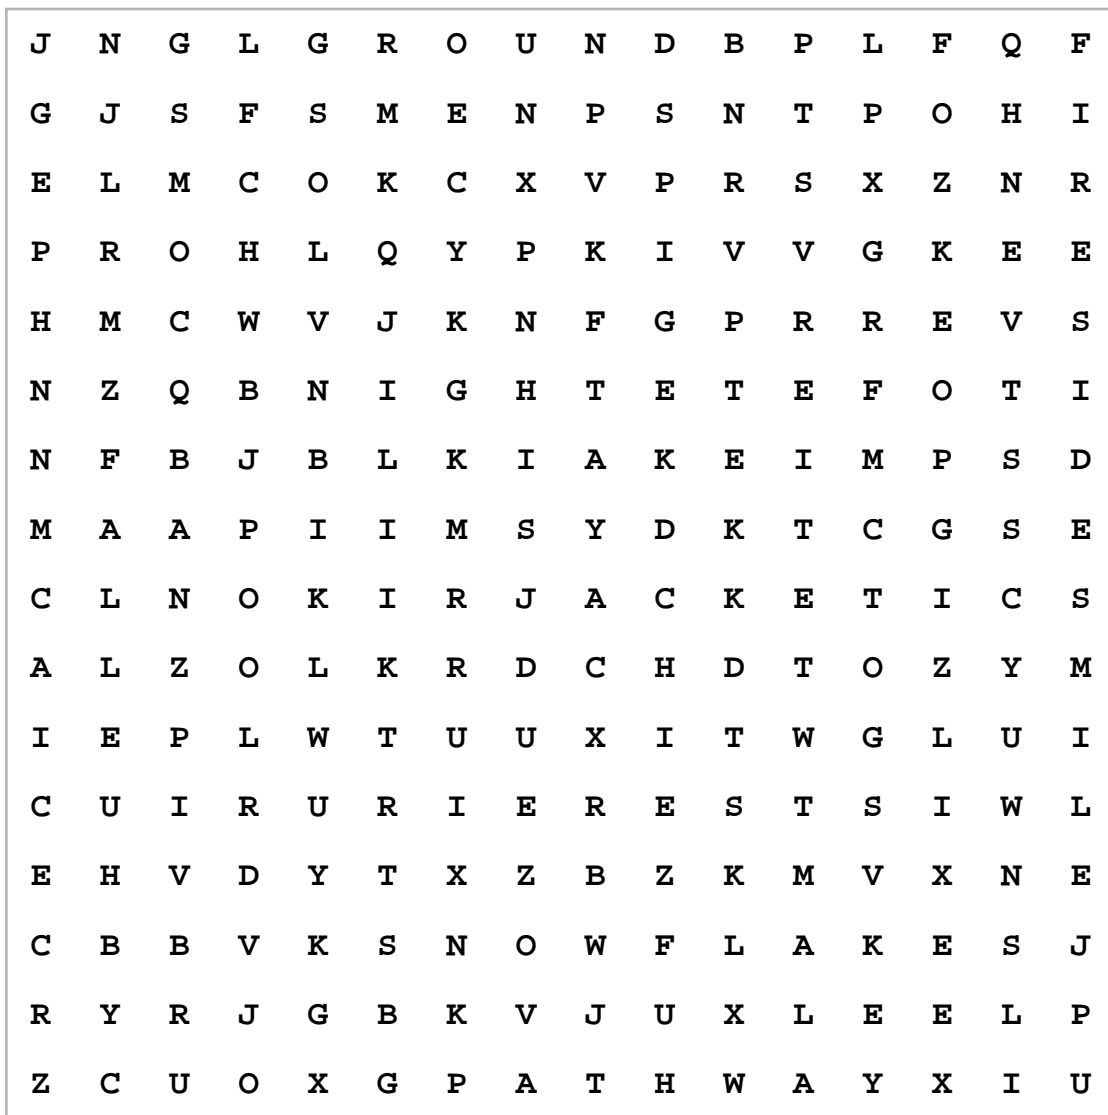 J N G L G R O U N D B P L F Q F
G J S F S M E N P S N T P O H I
E L M C O K C X V P R S X Z N R
P R O H L Q Y P K I V V G K E E
H M C W V J K N F G P R R E V S
N Z Q B N I G H T E T E F O T I
N F B J B L K I A K E I M P S D
M A A P I I M S Y D K T C G S E
C L N O K I R J A C K E T I C S
A L Z O L K R D C H D T O Z Y M
I E P L W T U U X I T W G L U I
C U I R U R I E R E S T S I W L
E H V D Y T X Z B Z K M V X N E
C B B V K S N O W F L A K E S J
R Y R J G B K V J U X L E E L P
Z C U O X G P A T H W A Y X I U